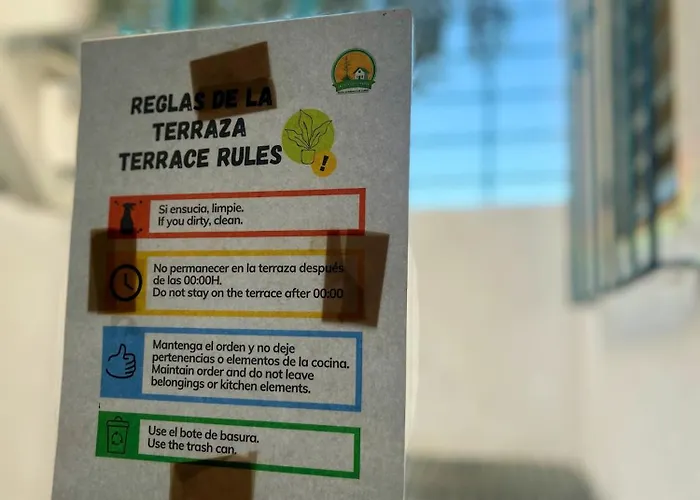 REGLAS DE LA
TERRAZA
TERRACE RULES
!
Si ensucia, limpie.
If you dirty, clean.
No permanecer en la terraza después
de las 00:00H.
Do not stay on the terrace after 00:00
Mantenga el orden y no deje
pertenencias o elementos de la cocina.
Maintain order and do not leave
belongings or kitchen elements.
Use el bote de basura.
Use the trash can.